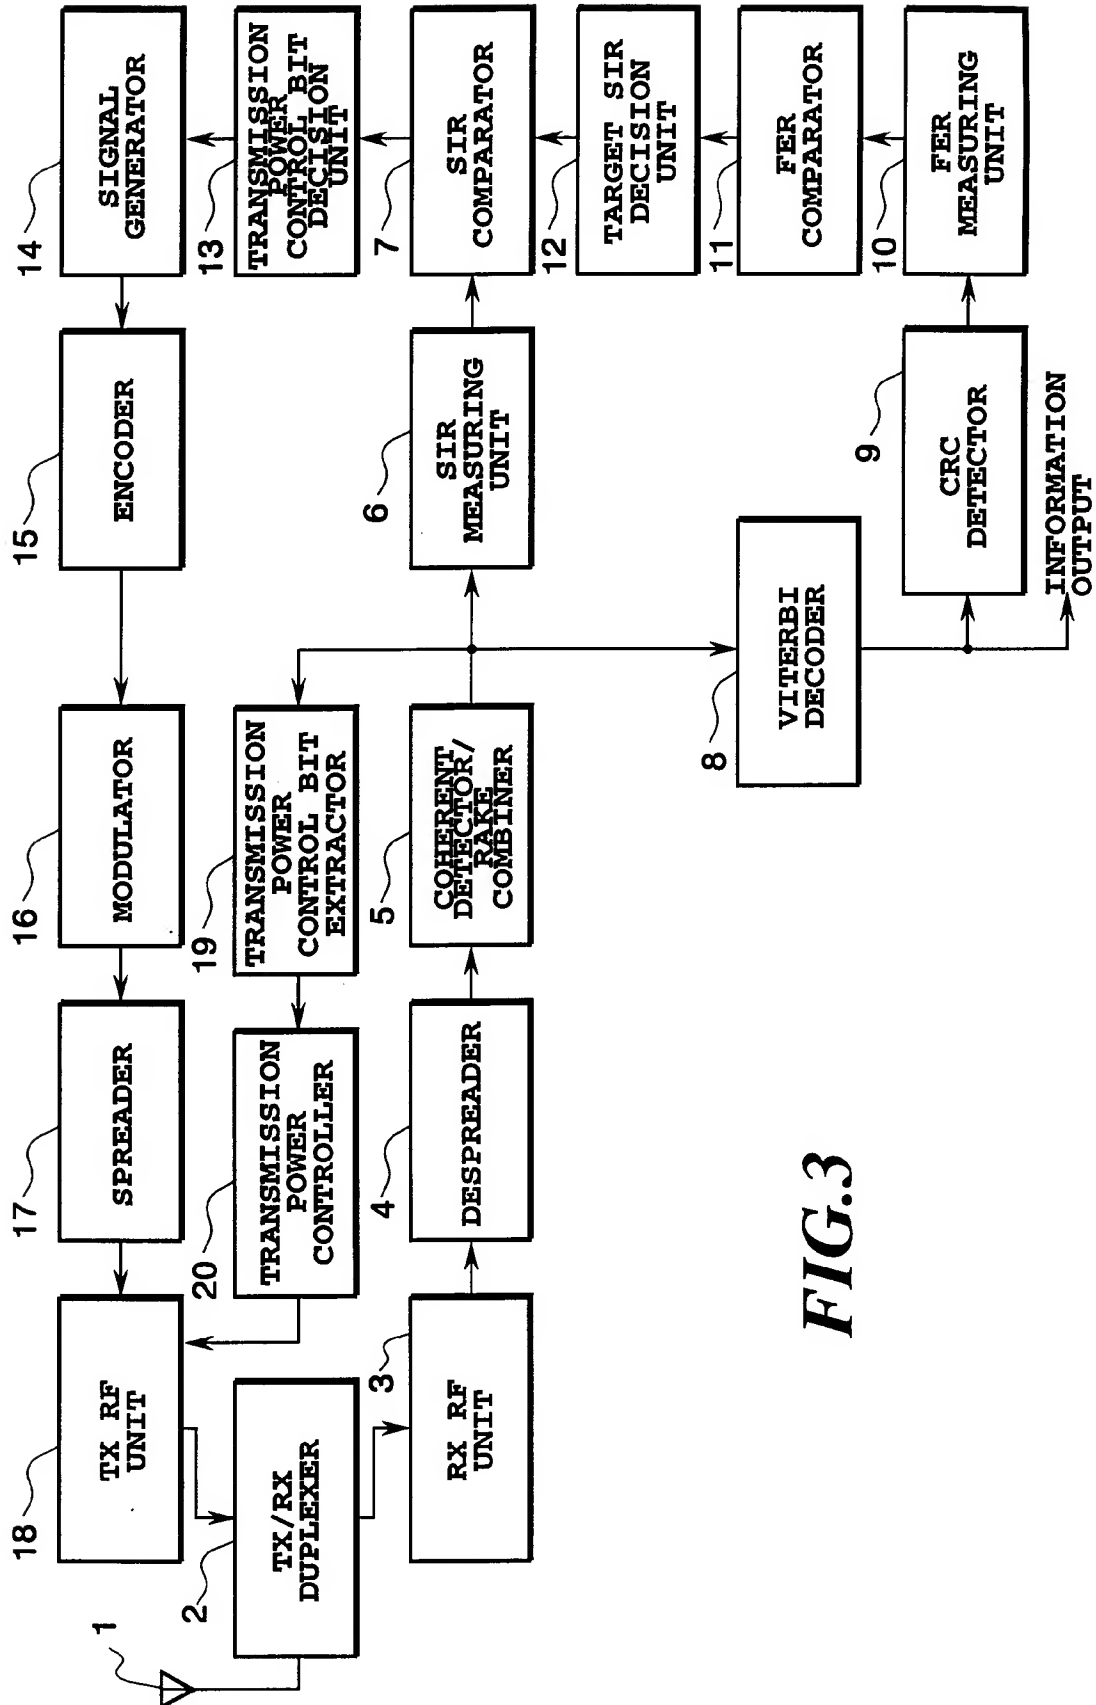 18
TX RF
UNIT
17
SPREADER
16
MODULATOR
15
ENCODER
14
SIGNAL
GENERATOR
1
2
TX/RX
DUPLEXER
20
TRANSMISSION
POWER
CONTROLLER
19
TRANSMISSION
POWER
CONTROL BIT
EXTRACTOR
13
TRANSMISSION
POWER
CONTROL BIT
DECISION
UNIT
3
RX RF
UNIT
4
DESPREADER
5
COHERENT
DETECTOR/
RAKE
COMBINER
6
SIR
MEASURING
UNIT
7
SIR
COMPARATOR
12
TARGET SIR
DECISION
UNIT
8
VITERBI
DECODER
11
FER
COMPARATOR
9
CRC
DETECTOR
10
FER
MEASURING
UNIT
INFORMATION
OUTPUT
FIG.3